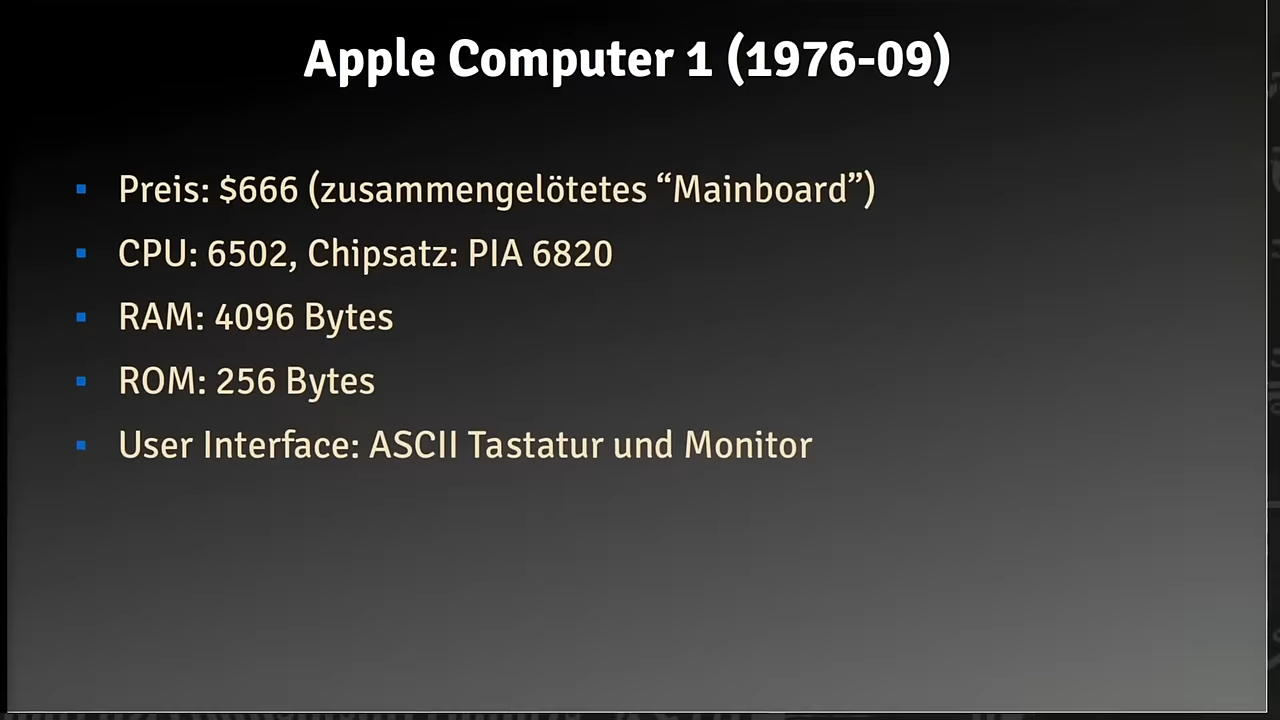 Apple Computer 1 (1976-09)
Preis: $666 (zusammengelötetes “Mainboard”)
CPU: 6502, Chipsatz: PIA 6820
RAM: 4096 Bytes
ROM: 256 Bytes
User Interface: ASCII Tastatur und Monitor